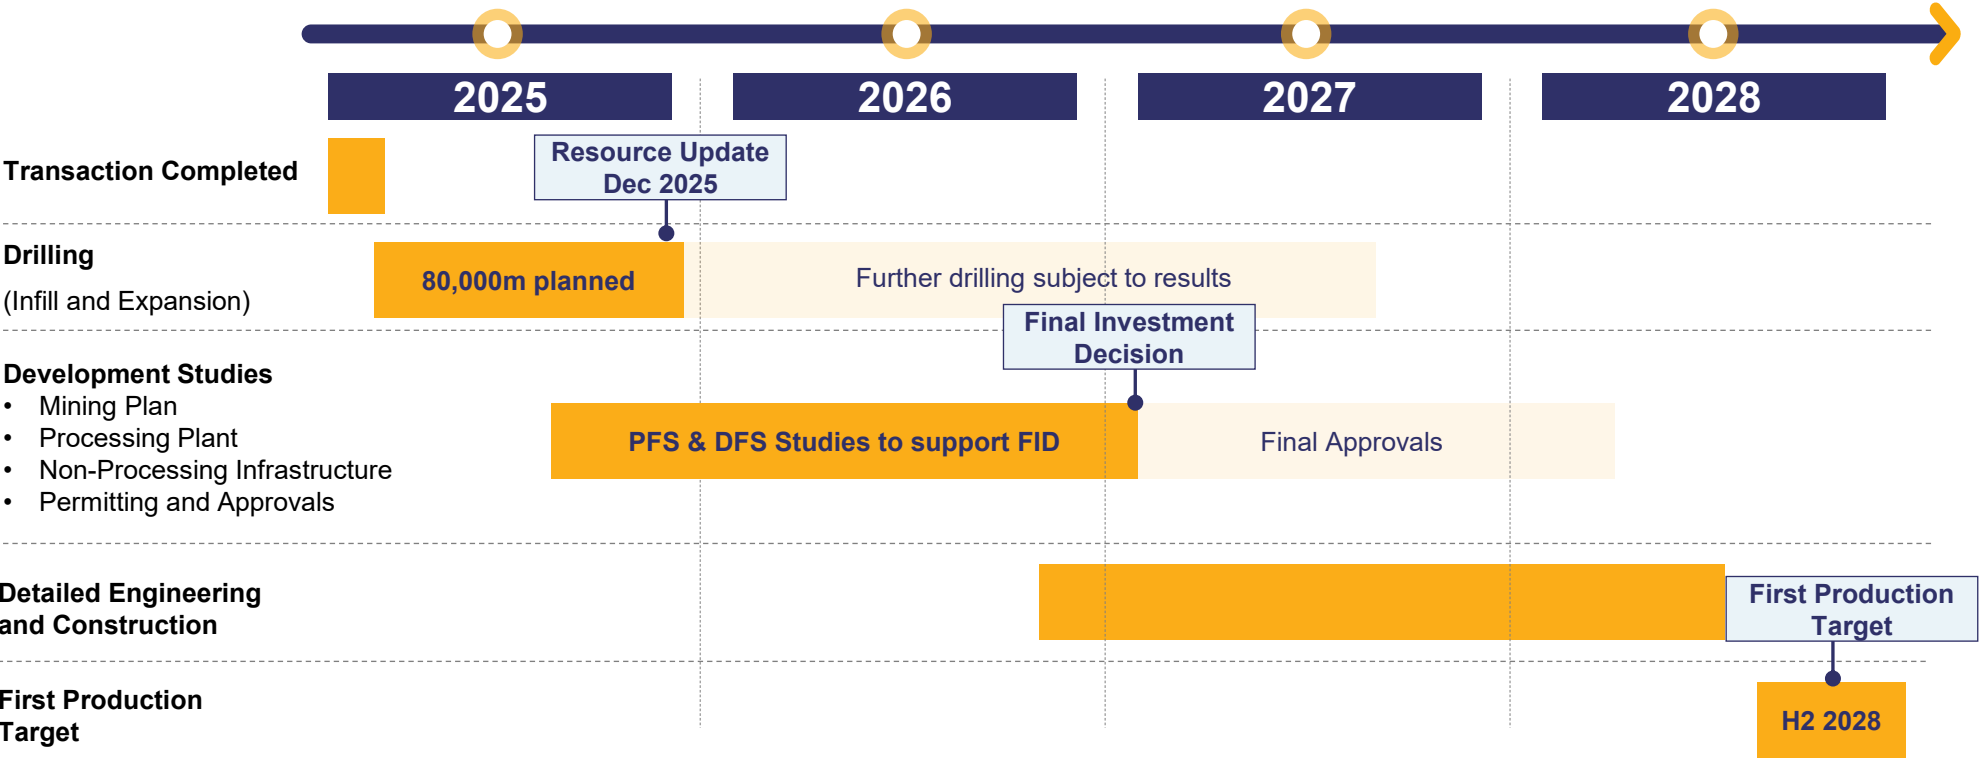 2025
2026
2027
2028
Transaction Completed
Resource Update
Dec 2025
Drilling
(Infill and Expansion)
80,000m planned
Further drilling subject to results
Final Investment
Decision
Development Studies
• Mining Plan
• Processing Plant
• Non-Processing Infrastructure
• Permitting and Approvals
PFS & DFS Studies to support FID
Final Approvals
Detailed Engineering
and Construction
First Production
Target
First Production
Target
H2 2028